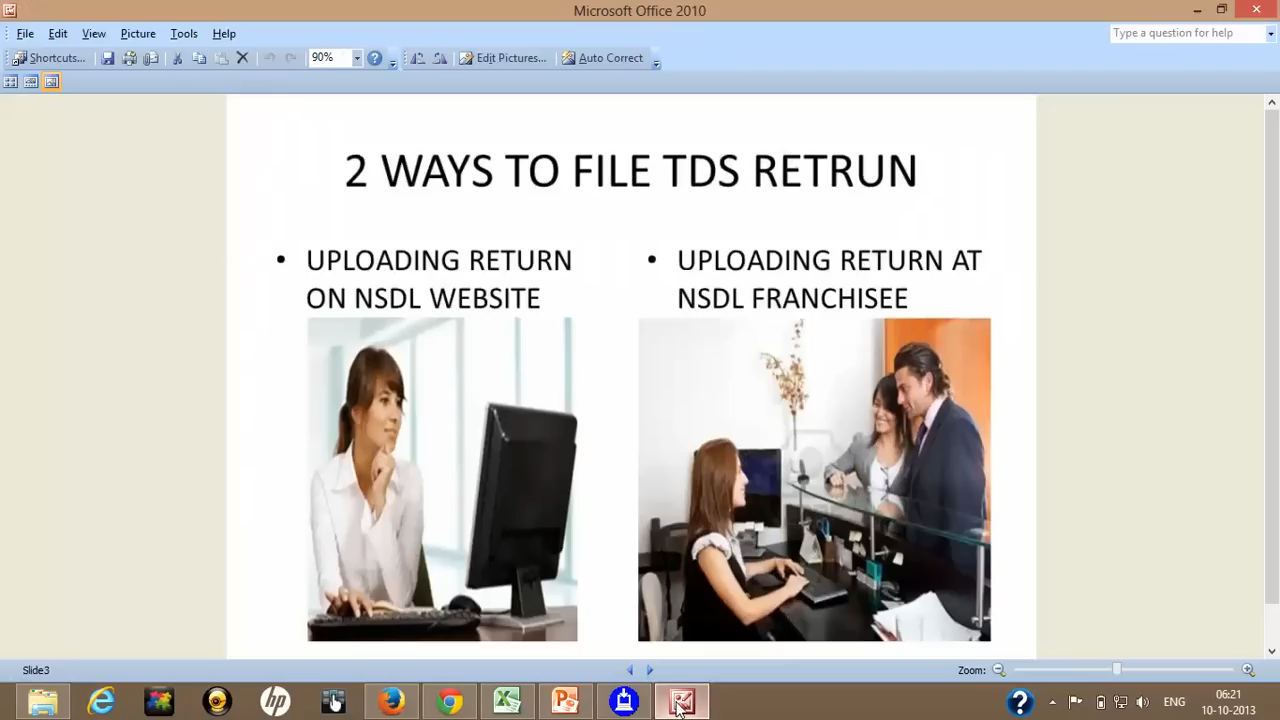 Microsoft Office 2010
File Edit View Picture Tools Help
Type a question for help
Shortcuts... 90% Edit Pictures... Auto Correct
2 WAYS TO FILE TDS RETRUN
• UPLOADING RETURN
ON NSDL WEBSITE
• UPLOADING RETURN AT
NSDL FRANCHISEE
Slide3
Zoom:
hp
ENG
06:21
10-10-2013